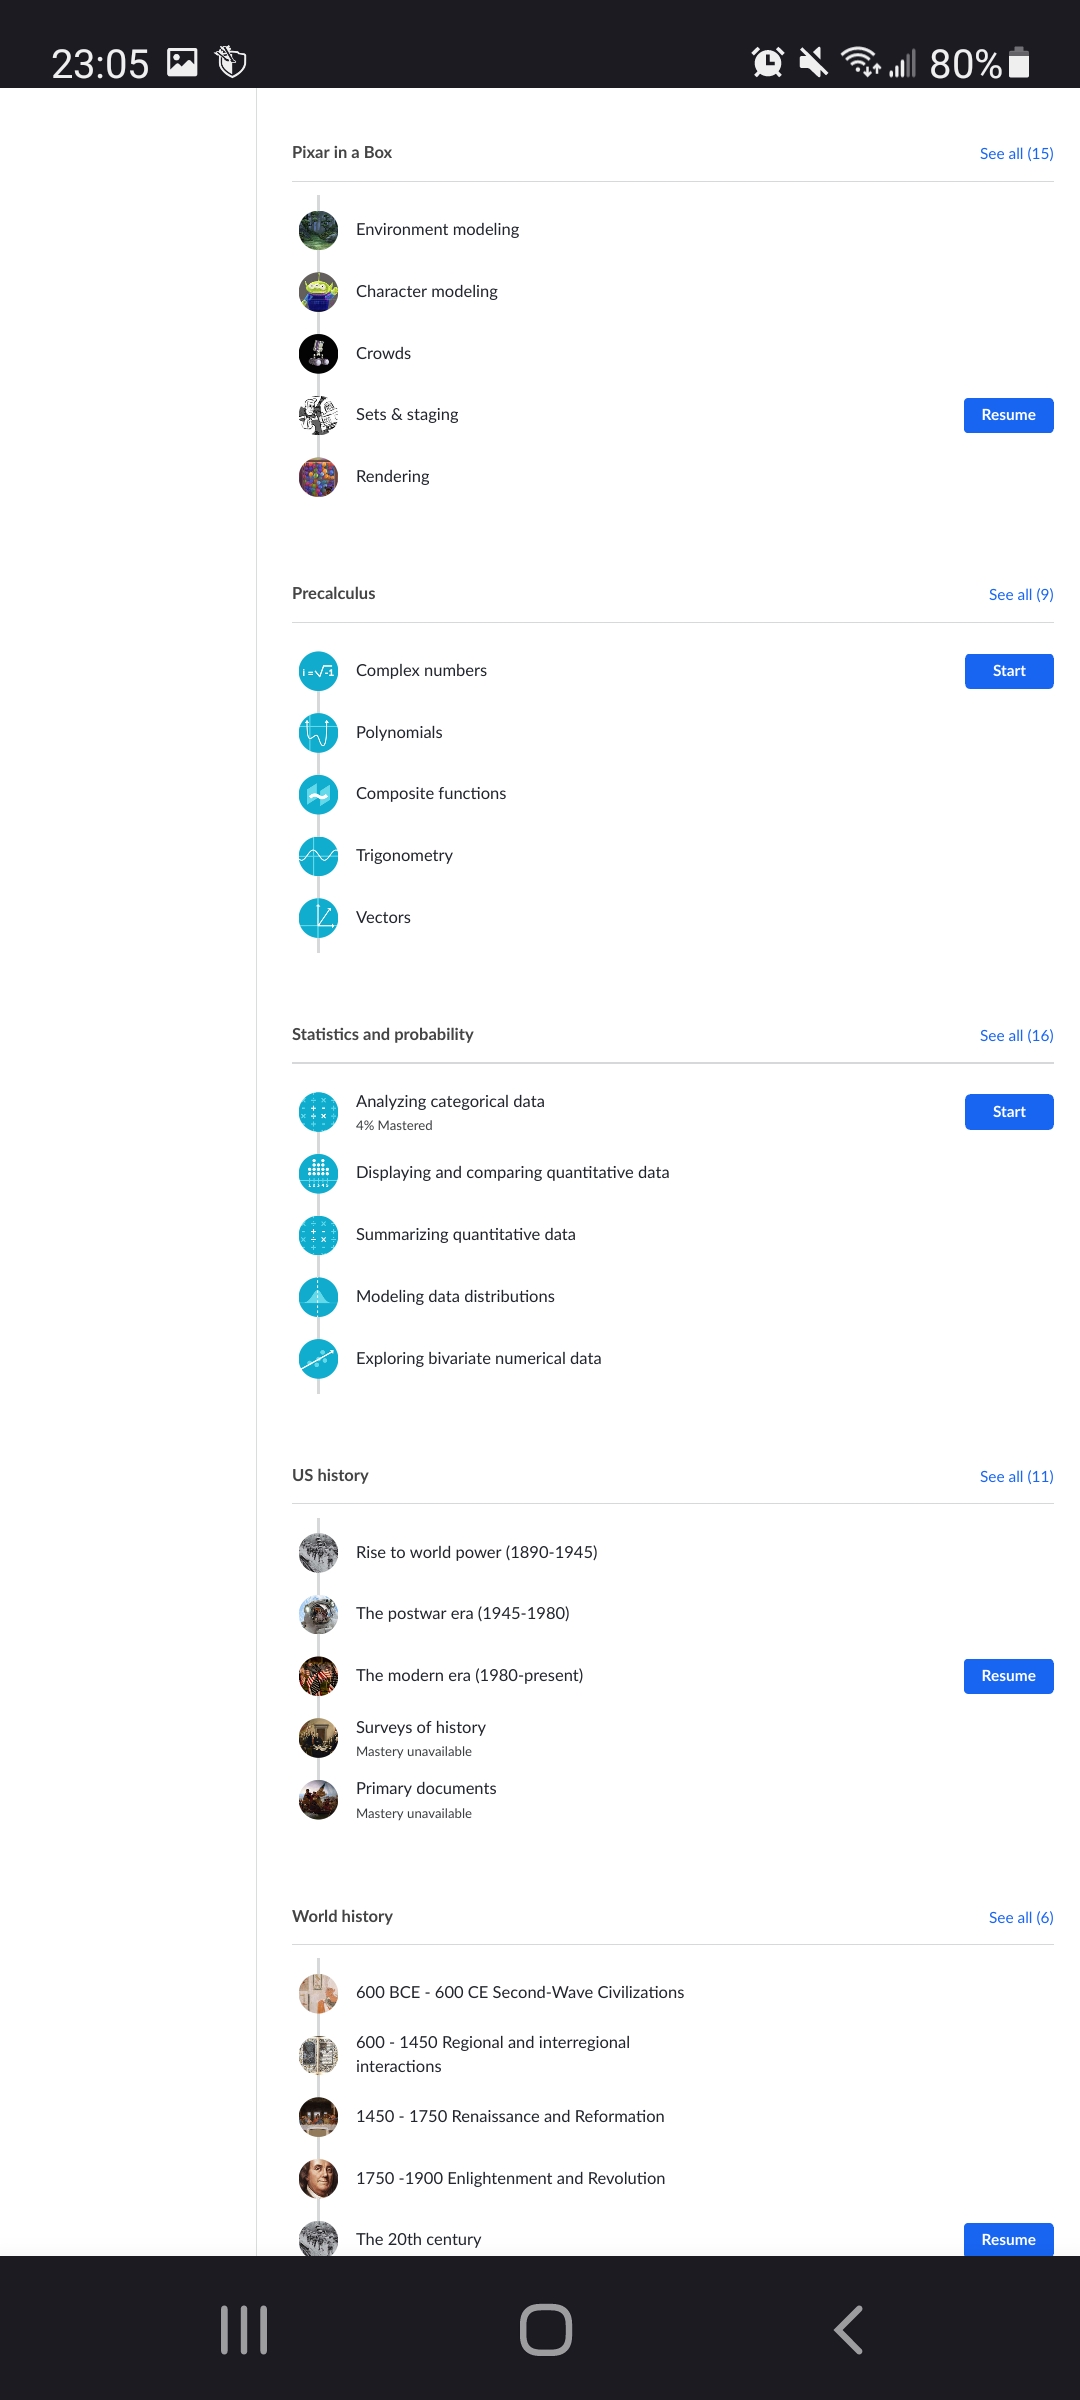 23:05
80%
Pixar in a Box
See all (15)
Environment modeling
Character modeling
Crowds
Sets & staging
Resume
Rendering
Precalculus
See all (9)
i = √-1
Complex numbers
Start
Polynomials
Composite functions
Trigonometry
Vectors
Statistics and probability
See all (16)
Analyzing categorical data
4% Mastered
Start
Displaying and comparing quantitative data
Summarizing quantitative data
Modeling data distributions
Exploring bivariate numerical data
US history
See all (11)
Rise to world power (1890-1945)
The postwar era (1945-1980)
The modern era (1980-present)
Resume
Surveys of history
Mastery unavailable
Primary documents
Mastery unavailable
World history
See all (6)
600 BCE - 600 CE Second-Wave Civilizations
600 - 1450 Regional and interregional
interactions
1450 - 1750 Renaissance and Reformation
1750 -1900 Enlightenment and Revolution
The 20th century
Resume